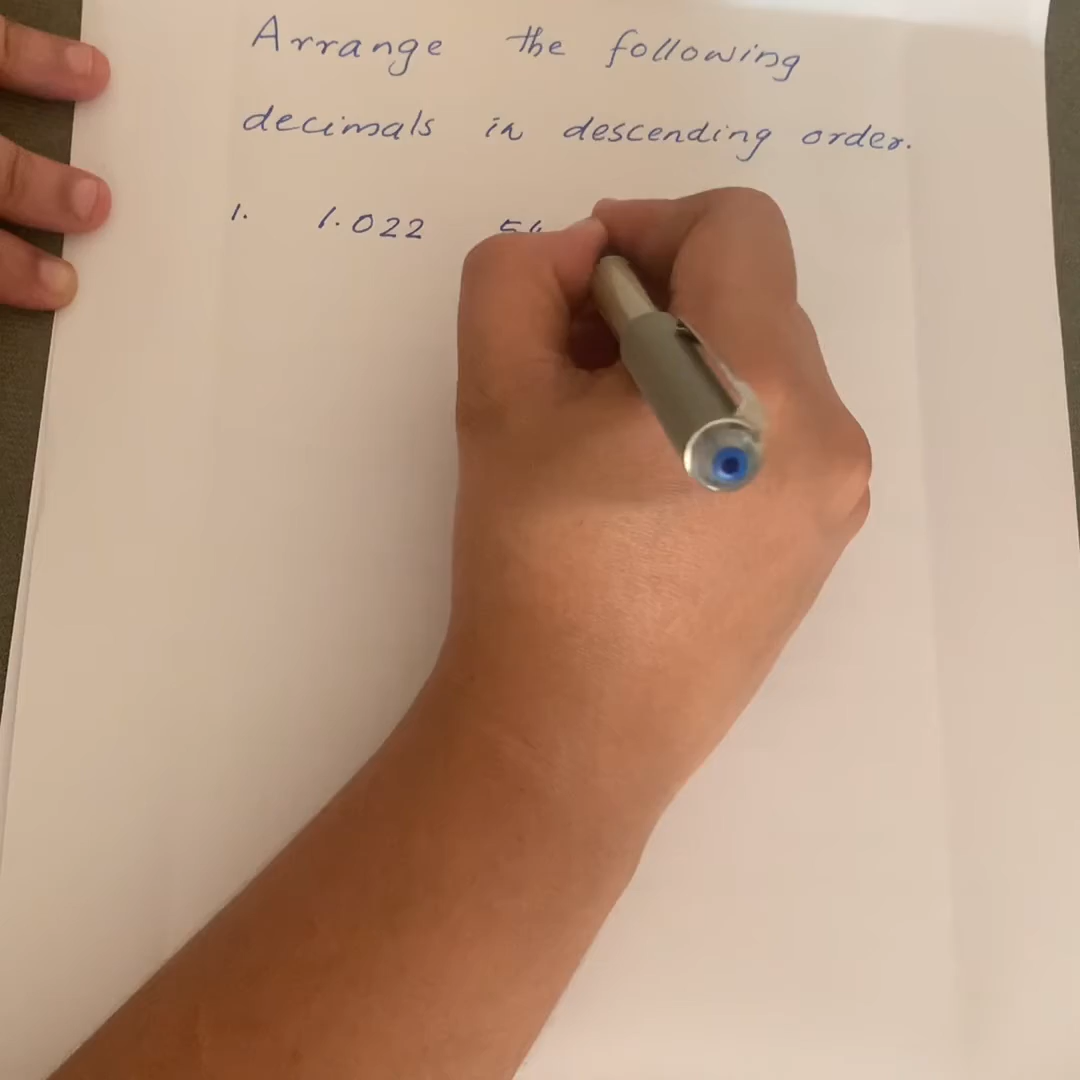 Arrange the following
decimals in descending order.
1. 1.022